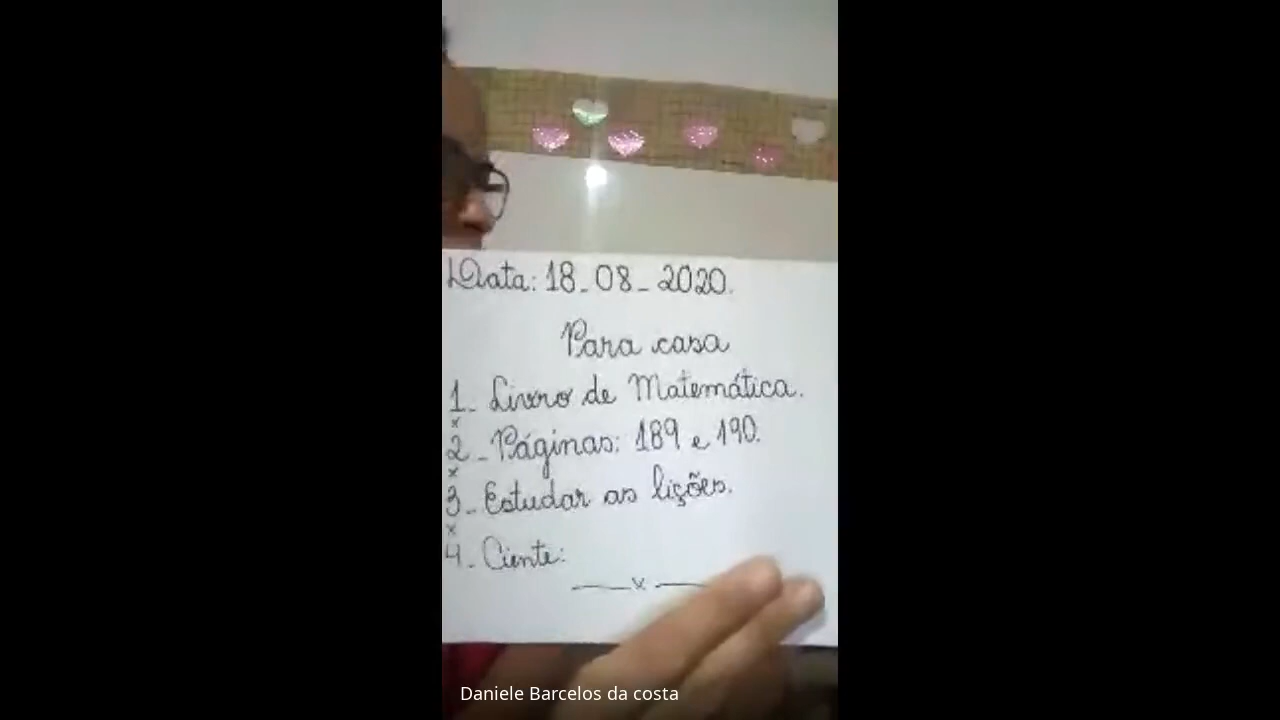 Data: 18-08-2020.
Para casa
1- Livro de Matemática.
x
2- Páginas: 189 e 190.
x
3- Estudar as lições.
x
4- Ciente:
x
Daniele Barcelos da costa